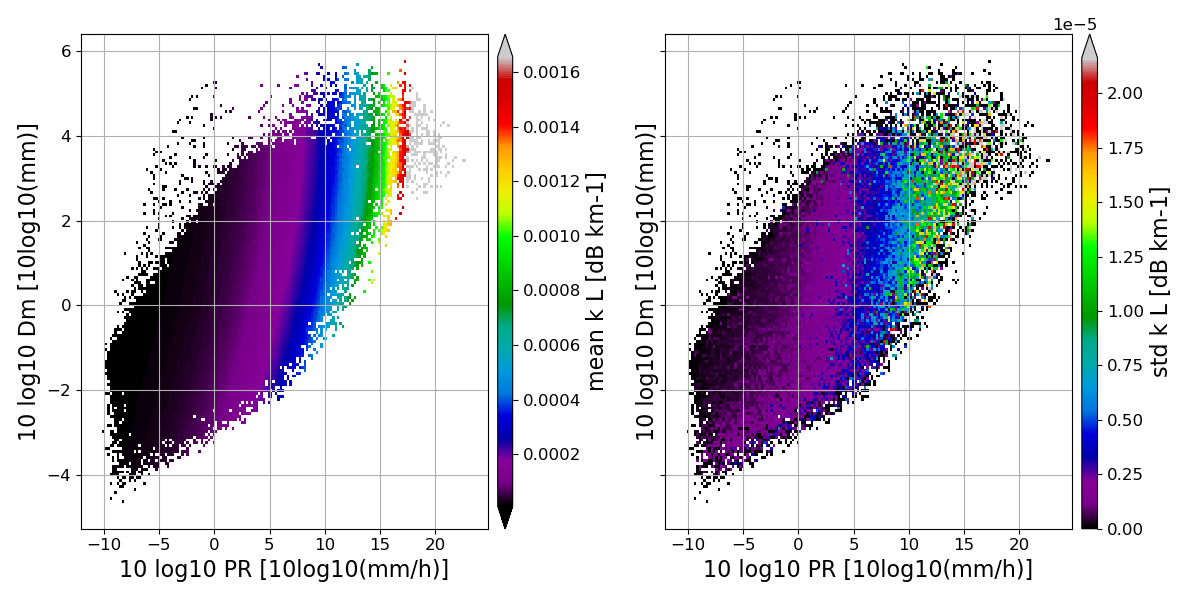 1e−5
6
4
2
0
−2
−4
10 log10 Dm [10log10(mm)]
−10 −5 0 5 10 15 20
10 log10 PR [10log10(mm/h)]
0.0016
0.0014
0.0012
0.0010
0.0008
0.0006
0.0004
0.0002
mean k L [dB km-1]
10 log10 Dm [10log10(mm)]
−10 −5 0 5 10 15 20
10 log10 PR [10log10(mm/h)]
2.00
1.75
1.50
1.25
1.00
0.75
0.50
0.25
0.00
std k L [dB km-1]